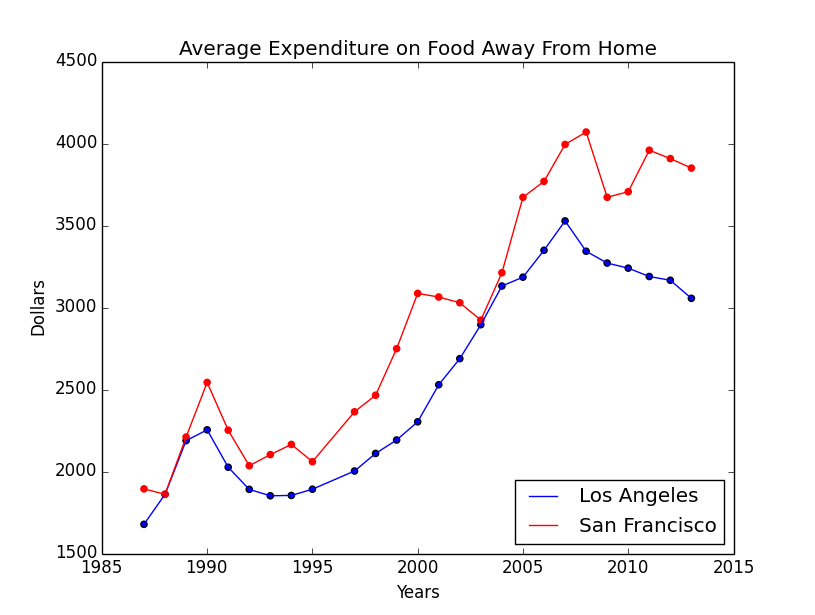 Average Expenditure on Food Away From Home
4500
4000
3500
3000
2500
2000
1500
Dollars
Los Angeles
San Francisco
1985 1990 1995 2000 2005 2010 2015
Years